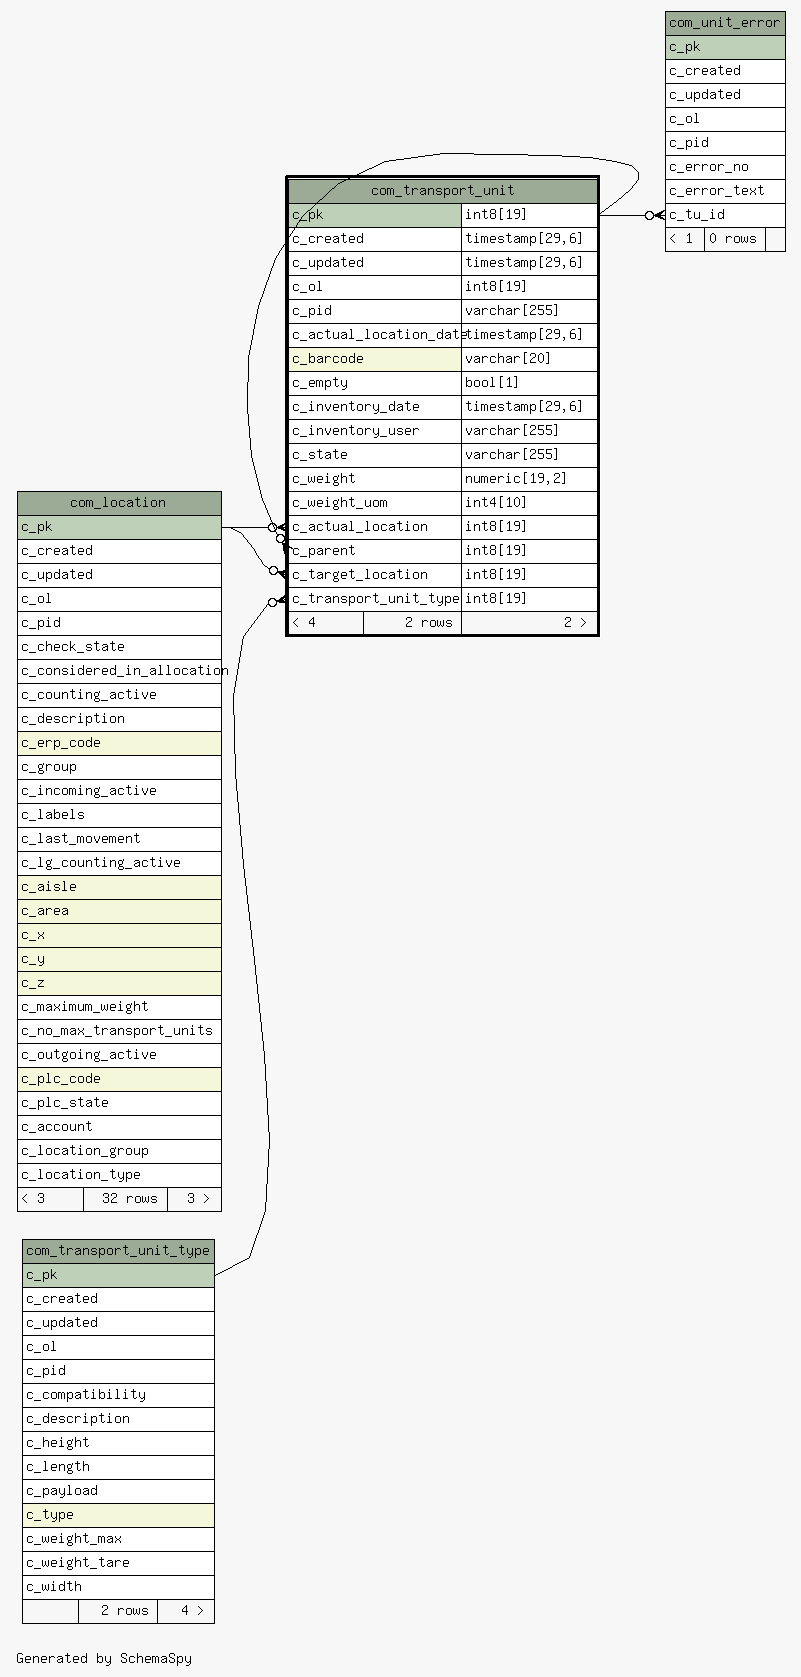 com_unit_error
c_pk
c_created
c_updated
c_ol
c_pid
c_error_no
c_error_text
c_tu_id
< 1 0 rows
com_transport_unit
c_pk int8[19]
c_created timestamp[29,6]
c_updated timestamp[29,6]
c_ol int8[19]
c_pid varchar[255]
c_actual_location_date timestamp[29,6]
c_barcode varchar[20]
c_empty bool[1]
c_inventory_date timestamp[29,6]
c_inventory_user varchar[255]
c_state varchar[255]
c_weight numeric[19,2]
c_weight_uom int4[10]
c_actual_location int8[19]
c_parent int8[19]
c_target_location int8[19]
c_transport_unit_type int8[19]
< 4 2 rows 2 >
com_location
c_pk
c_created
c_updated
c_ol
c_pid
c_check_state
c_considered_in_allocation
c_counting_active
c_description
c_erp_code
c_group
c_incoming_active
c_labels
c_last_movement
c_lg_counting_active
c_aisle
c_area
c_x
c_y
c_z
c_maximum_weight
c_no_max_transport_units
c_outgoing_active
c_plc_code
c_plc_state
c_account
c_location_group
c_location_type
< 3 32 rows 3 >
com_transport_unit_type
c_pk
c_created
c_updated
c_ol
c_pid
c_compatibility
c_description
c_height
c_length
c_payload
c_type
c_weight_max
c_weight_tare
c_width
2 rows 4 >
Generated by SchemaSpy